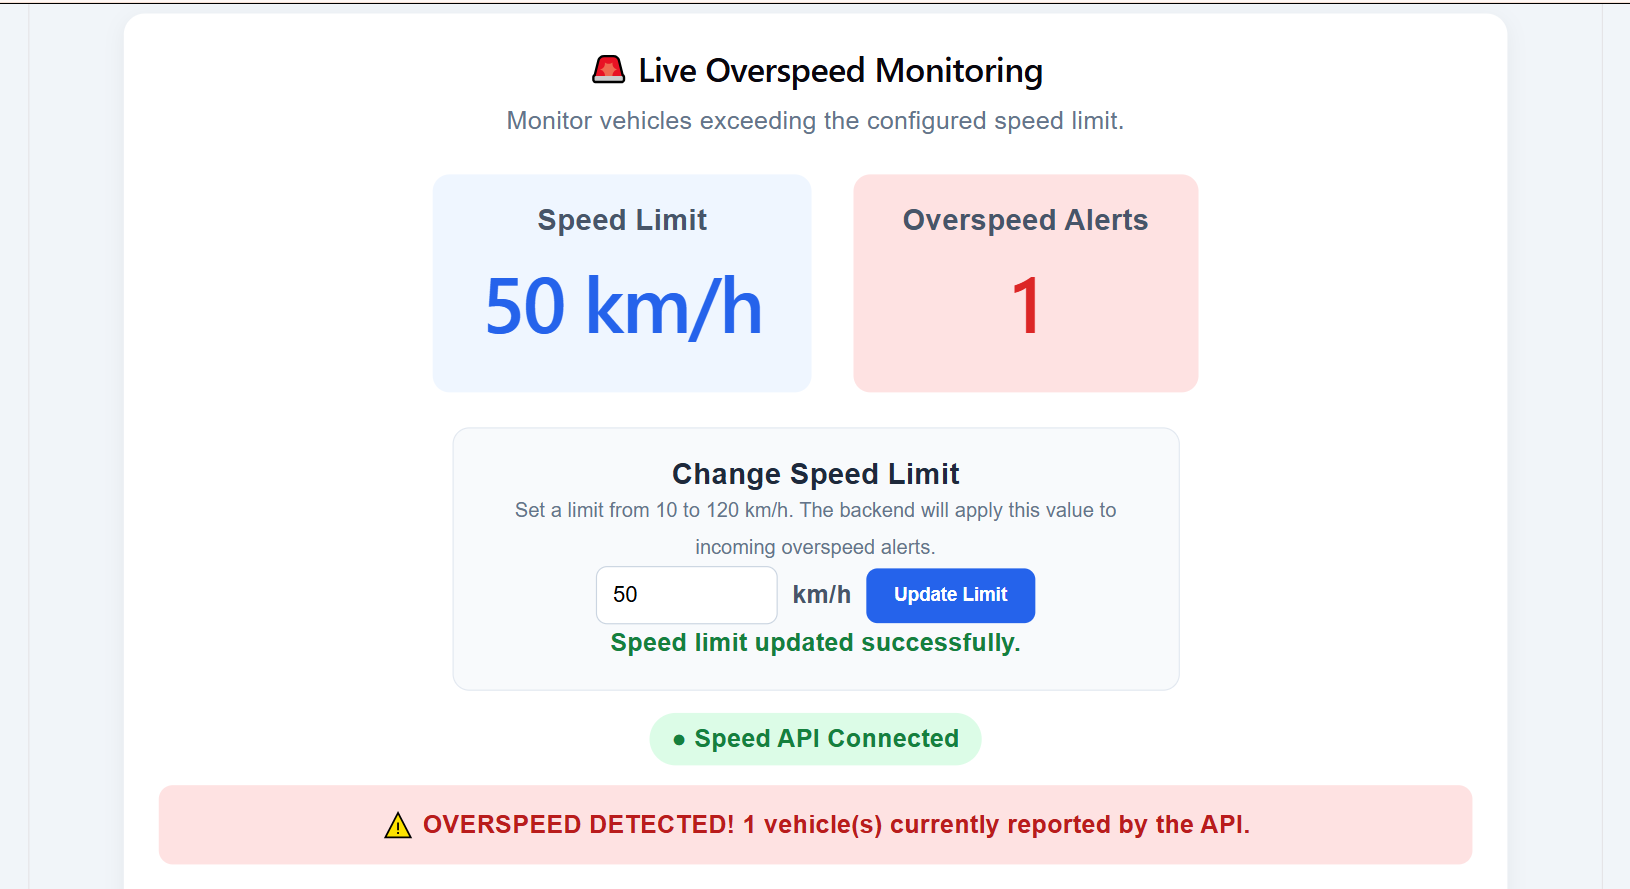 🚨 Live Overspeed Monitoring
Monitor vehicles exceeding the configured speed limit.
Speed Limit
50 km/h
Overspeed Alerts
1
Change Speed Limit
Set a limit from 10 to 120 km/h. The backend will apply this value to
incoming overspeed alerts.
50 km/h Update Limit
Speed limit updated successfully.
● Speed API Connected
⚠️ OVERSPEED DETECTED! 1 vehicle(s) currently reported by the API.